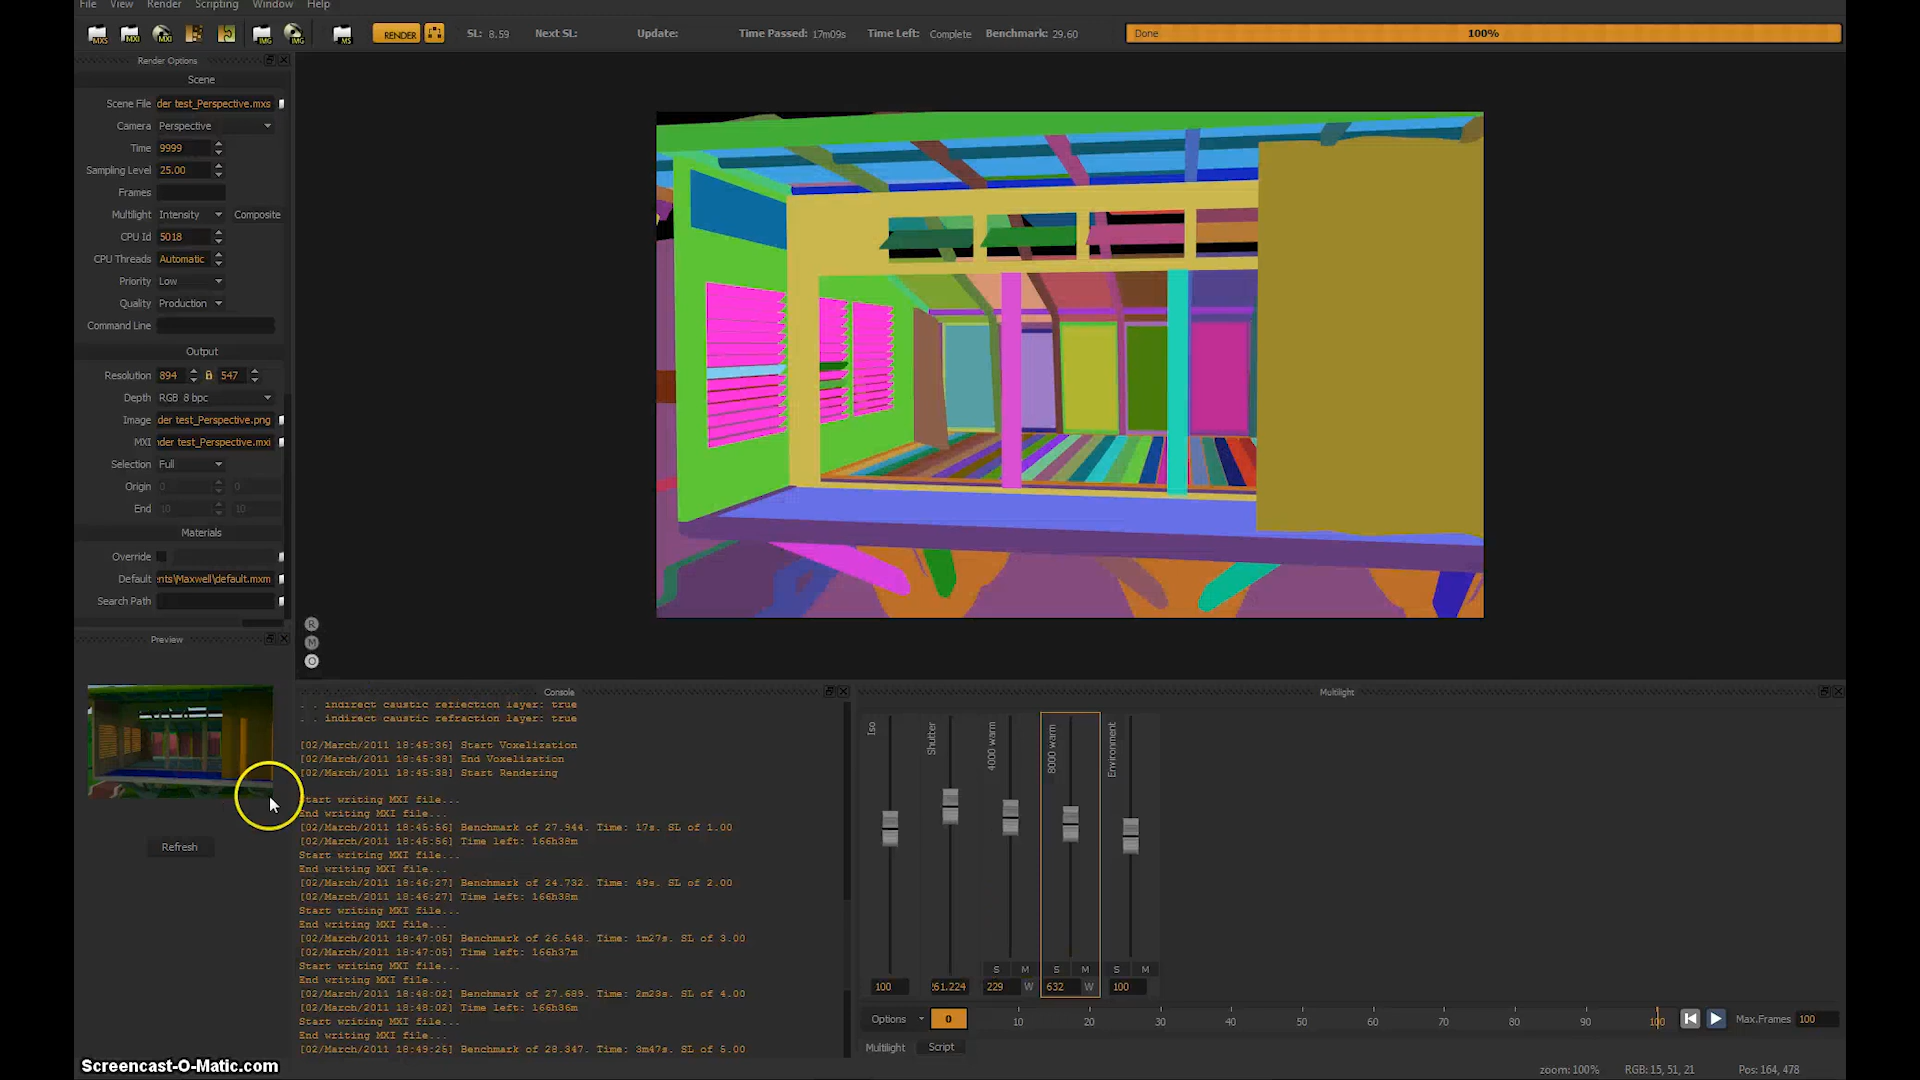 File View Render Scripting Window Help
MXS MXI MXI IMG IMG MS RENDER SL: 8.59 Next SL: Update: Time Passed: 17m09s Time Left: Complete Benchmark: 29.60 Done 100%
Render Options
Scene
Scene File der test_Perspective.mxs
Camera Perspective
Time 9999
Sampling Level 25.00
Frames
Multilight Intensity Composite
CPU Id 5018
CPU Threads Automatic
Priority Low
Quality Production
Command Line
Output
Resolution 894 547
Depth RGB 8 bpc
Image der test_Perspective.png
MXI nder test_Perspective.mxi
Selection Full
Origin 0 0
End 10 10
Materials
Override
Default ents\Maxwell\default.mxm
Search Path
R
M
O
Preview
Refresh
Console
. . indirect caustic reflection layer: true
. . indirect caustic refraction layer: true
[02/March/2011 18:45:36] Start Voxelization
[02/March/2011 18:45:38] End Voxelization
[02/March/2011 18:45:38] Start Rendering
Start writing MXI file...
End writing MXI file...
[02/March/2011 18:45:56] Benchmark of 27.944. Time: 17s. SL of 1.00
[02/March/2011 18:45:56] Time left: 166h38m
Start writing MXI file...
End writing MXI file...
[02/March/2011 18:46:27] Benchmark of 24.732. Time: 49s. SL of 2.00
[02/March/2011 18:46:27] Time left: 166h38m
Start writing MXI file...
End writing MXI file...
[02/March/2011 18:47:05] Benchmark of 26.548. Time: 1m27s. SL of 3.00
[02/March/2011 18:47:05] Time left: 166h37m
Start writing MXI file...
End writing MXI file...
[02/March/2011 18:48:02] Benchmark of 27.689. Time: 2m23s. SL of 4.00
[02/March/2011 18:48:02] Time left: 166h36m
Start writing MXI file...
End writing MXI file...
[02/March/2011 18:49:25] Benchmark of 28.347. Time: 3m47s. SL of 5.00
Multilight
Iso Shutter 4000 warm 8000 warm Environment
S M S M S M
100 261.224 229 W 632 W 100
Options 0 10 20 30 40 50 60 70 80 90 100 Max.Frames 100
Multilight Script
zoom: 100% RGB: 15, 51, 21 Pos: 164, 478
Screencast-O-Matic.com